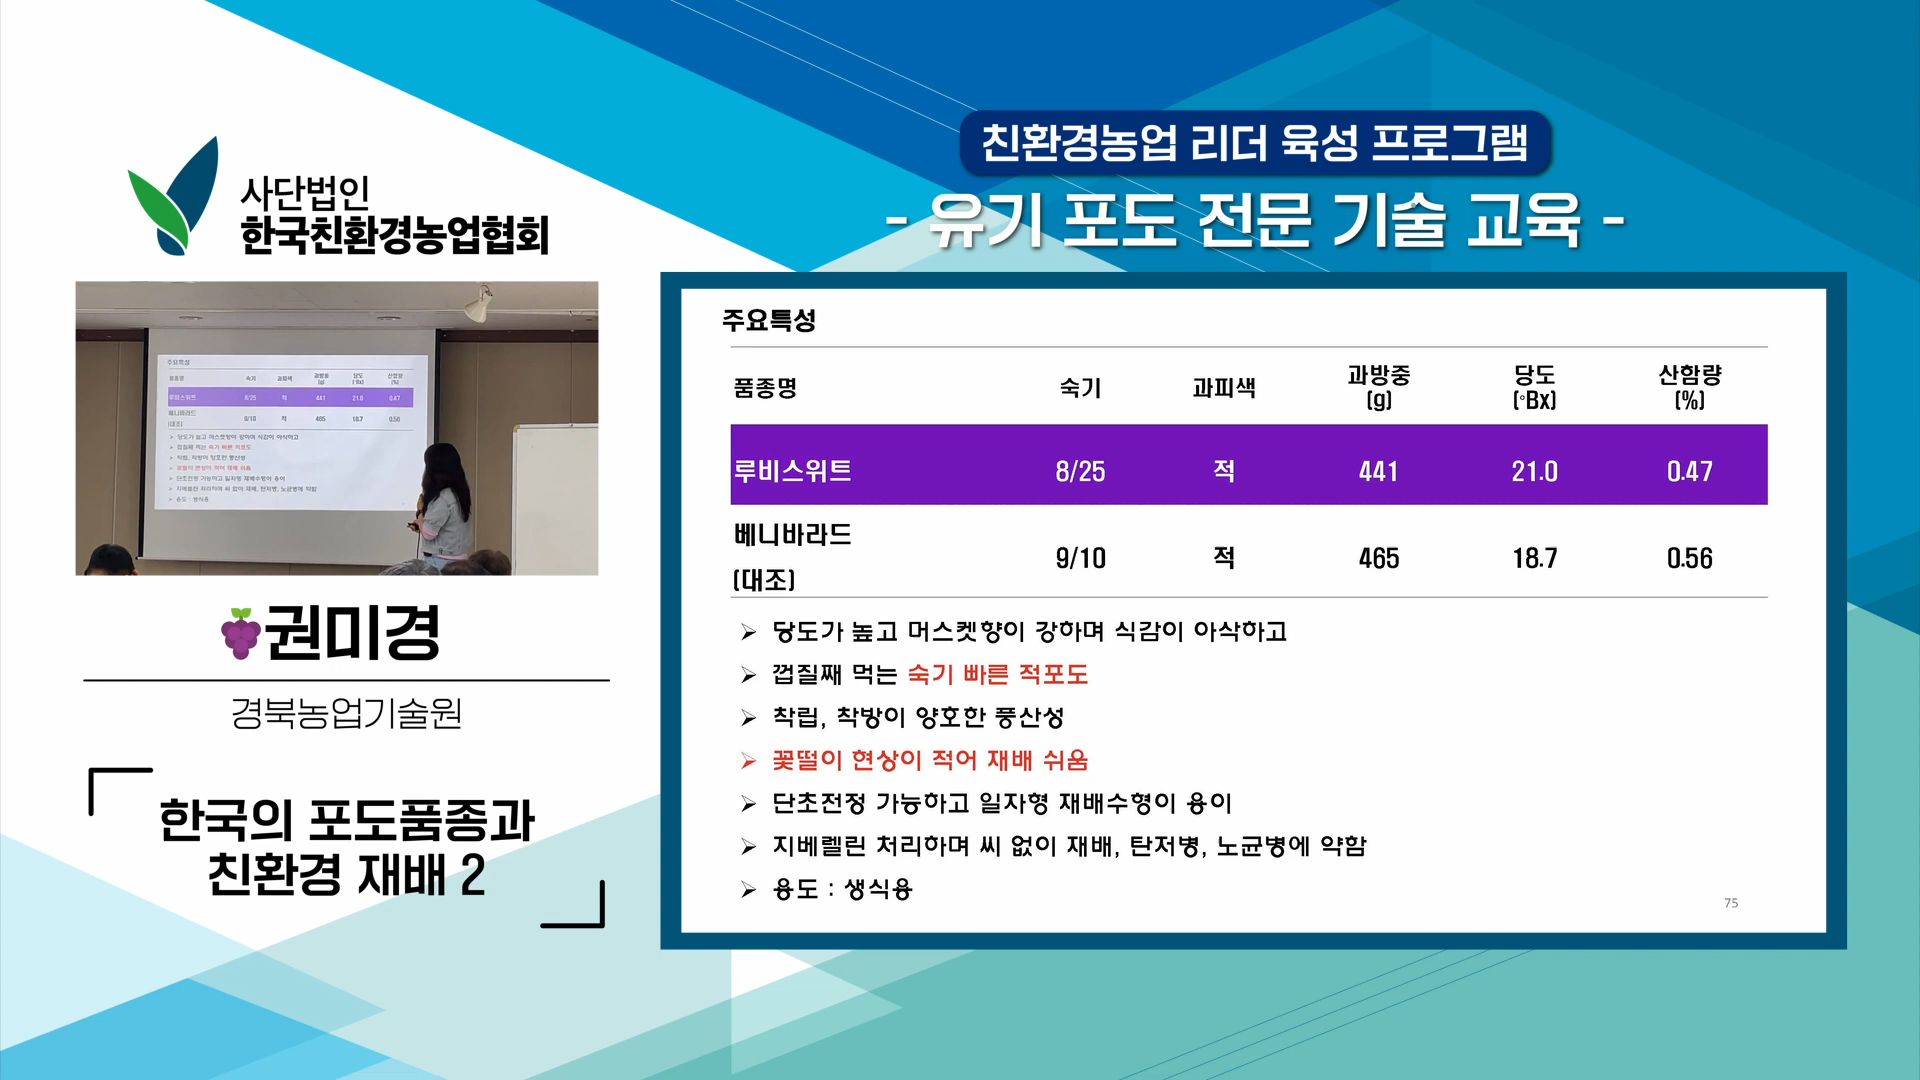 친환경농업 리더 육성 프로그램
- 유기 포도 전문 기술 교육 -
사단법인
한국친환경농업협회
권미경
경북농업기술원
한국의 포도품종과
친환경 재배 2
주요특성
품종명 숙기 과피색 과방중 (g) 당도 (°Bx) 산함량 (%)
루비스위트 8/25 적 441 21.0 0.47
베니바라드 (대조) 9/10 적 465 18.7 0.56
➢ 당도가 높고 머스켓향이 강하며 식감이 아삭하고
➢ 껍질째 먹는 숙기 빠른 적포도
➢ 착립, 착방이 양호한 풍산성
➢ 꽃떨이 현상이 적어 재배 쉬움
➢ 단초전정 가능하고 일자형 재배수형이 용이
➢ 지베렐린 처리하며 씨 없이 재배, 탄저병, 노균병에 약함
➢ 용도 : 생식용
75